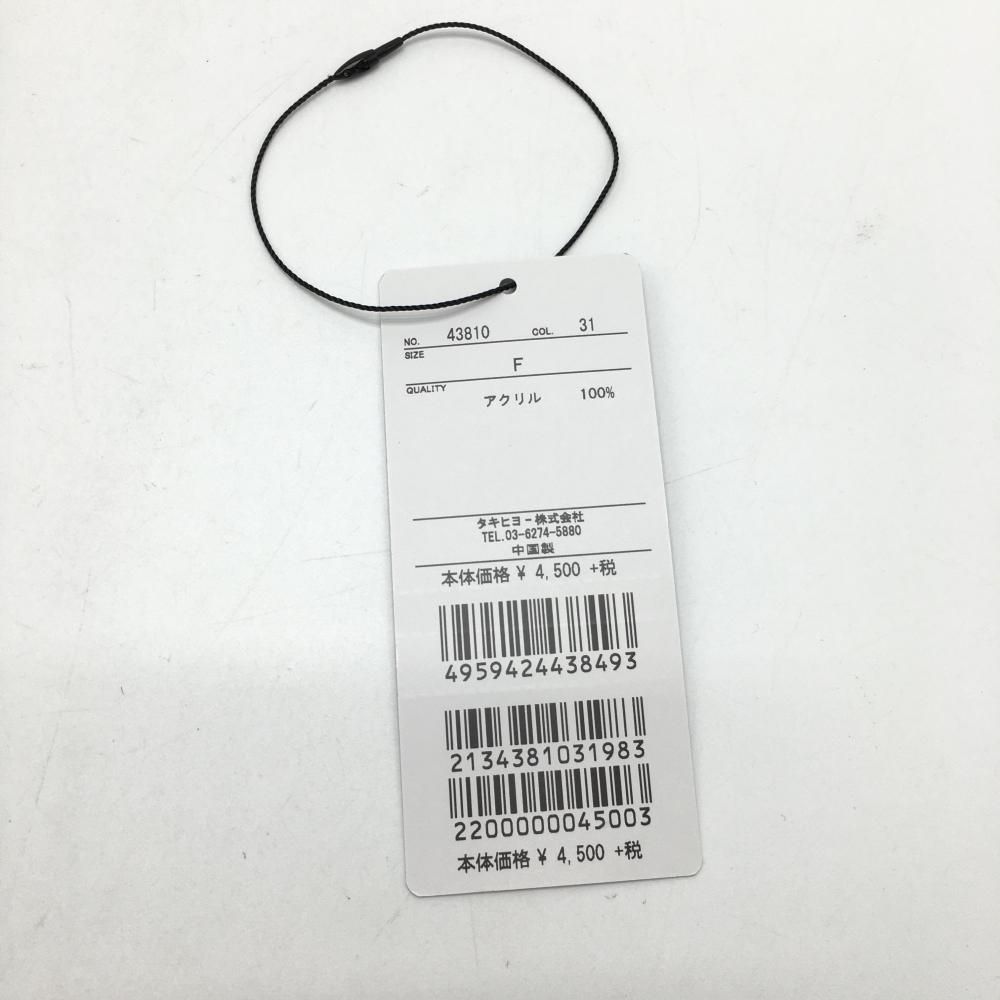 NO. 43810 COL. 31
SIZE
F
QUALITY
アクリル 100%
タキヒヨー株式会社
TEL.03-6274-5880
中国製
本体価格 ¥ 4,500 +税
4959424438493
2134381031983
2200000045003
本体価格 ¥ 4,500 +税